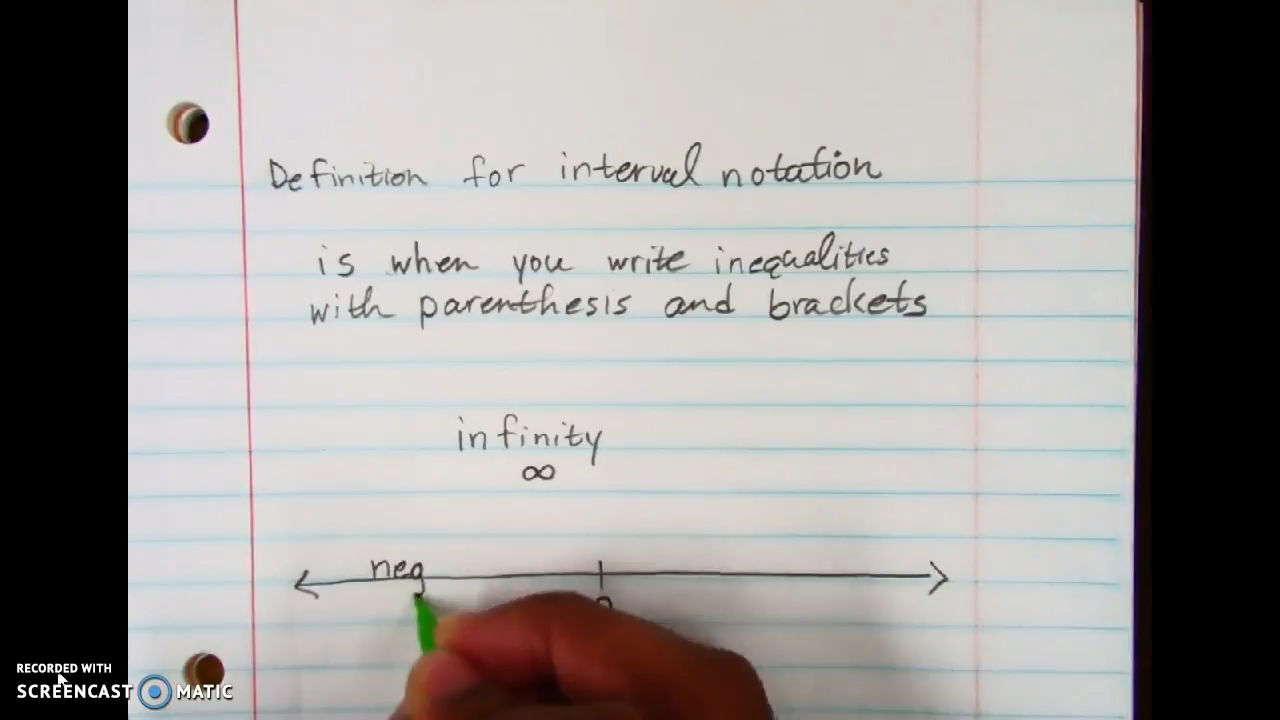 Definition for interval notation
is when you write inequalities
with parenthesis and brackets
infinity
∞
neg
RECORDED WITH
SCREENCAST MATIC